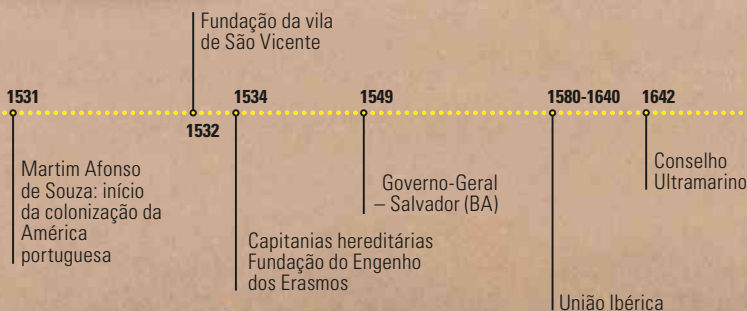 Fundação da vila
de São Vicente
1531
1532
1534
1549
1580-1640
1642
Martim Afonso
de Souza: início
da colonização da
América
portuguesa
Capitanias hereditárias
Fundação do Engenho
dos Erasmos
Governo-Geral
– Salvador (BA)
União Ibérica
Conselho
Ultramarino